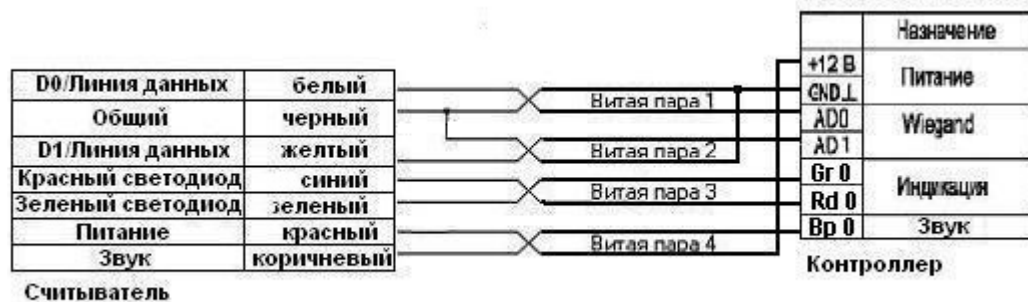 Назначение
D0/Линия данных белый
Общий черный
D1/Линия данных желтый
Красный светодиод синий
Зеленый светодиод зеленый
Питание красный
Звук коричневый
Считыватель
Витая пара 1
Витая пара 2
Витая пара 3
Витая пара 4
+12 В Питание
GND⊥
AD0 Wiegand
AD1
Gr 0 Индикация
Rd 0
Bp 0 Звук
Контроллер